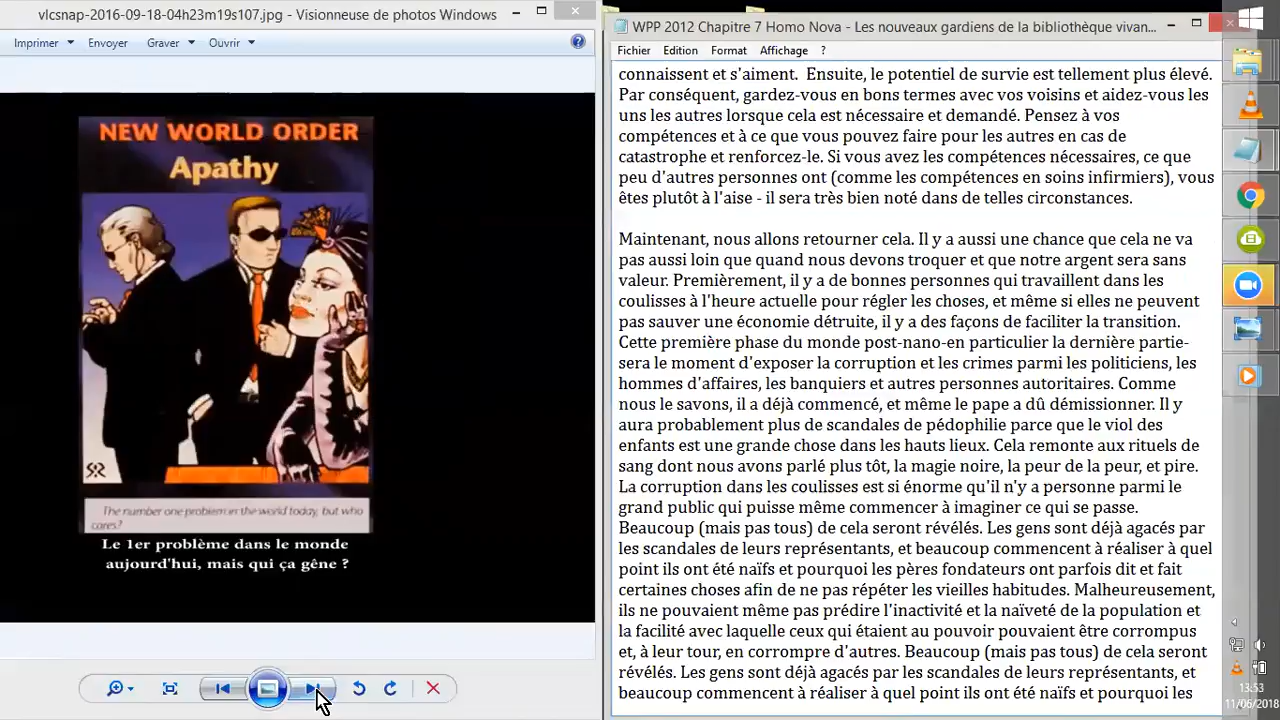 vlcsnap-2016-09-18-04h23m19s107.jpg - Visionneuse de photos Windows
Imprimer Envoyer Graver Ouvrir
NEW WORLD ORDER
Apathy
The number one problem in the world today, but who
cares?
Le 1er problème dans le monde
aujourd'hui, mais qui ça gêne ?
WPP 2012 Chapitre 7 Homo Nova - Les nouveaux gardiens de la bibliothèque vivan...
Fichier Edition Format Affichage ?
connaissent et s'aiment. Ensuite, le potentiel de survie est tellement plus élevé.
Par conséquent, gardez-vous en bons termes avec vos voisins et aidez-vous les
uns les autres lorsque cela est nécessaire et demandé. Pensez à vos
compétences et à ce que vous pouvez faire pour les autres en cas de
catastrophe et renforcez-le. Si vous avez les compétences nécessaires, ce que
peu d'autres personnes ont (comme les compétences en soins infirmiers), vous
êtes plutôt à l'aise - il sera très bien noté dans de telles circonstances.
Maintenant, nous allons retourner cela. Il y a aussi une chance que cela ne va
pas aussi loin que quand nous devons troquer et que notre argent sera sans
valeur. Premièrement, il y a de bonnes personnes qui travaillent dans les
coulisses à l'heure actuelle pour régler les choses, et même si elles ne peuvent
pas sauver une économie détruite, il y a des façons de faciliter la transition.
Cette première phase du monde post-nano-en particulier la dernière partie-
sera le moment d'exposer la corruption et les crimes parmi les politiciens, les
hommes d'affaires, les banquiers et autres personnes autoritaires. Comme
nous le savons, il a déjà commencé, et même le pape a dû démissionner. Il y
aura probablement plus de scandales de pédophilie parce que le viol des
enfants est une grande chose dans les hauts lieux. Cela remonte aux rituels de
sang dont nous avons parlé plus tôt, la magie noire, la peur de la peur, et pire.
La corruption dans les coulisses est si énorme qu'il n'y a personne parmi le
grand public qui puisse même commencer à imaginer ce qui se passe.
Beaucoup (mais pas tous) de cela seront révélés. Les gens sont déjà agacés par
les scandales de leurs représentants, et beaucoup commencent à réaliser à quel
point ils ont été naïfs et pourquoi les pères fondateurs ont parfois dit et fait
certaines choses afin de ne pas répéter les vieilles habitudes. Malheureusement,
ils ne pouvaient même pas prédire l'inactivité et la naïveté de la population et
la facilité avec laquelle ceux qui étaient au pouvoir pouvaient être corrompus
et, à leur tour, en corrompre d'autres. Beaucoup (mais pas tous) de cela seront
révélés. Les gens sont déjà agacés par les scandales de leurs représentants, et
beaucoup commencent à réaliser à quel point ils ont été naïfs et pourquoi les
13:53
11/06/2018